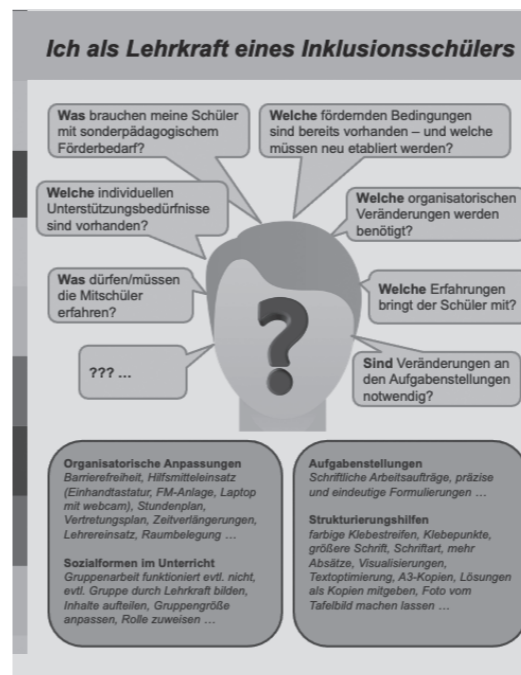 Ich als Lehrkraft eines Inklusionsschülers
Was brauchen meine Schüler
mit sonderpädagogischem
Förderbedarf?
Welche fördernden Bedingungen
sind bereits vorhanden – und welche
müssen neu etabliert werden?
Welche individuellen
Unterstützungsbedürfnisse
sind vorhanden?
Welche organisatorischen
Veränderungen werden
benötigt?
Was dürfen/müssen
die Mitschüler
erfahren?
Welche Erfahrungen
bringt der Schüler mit?
??? ...
Sind Veränderungen an
den Aufgabenstellungen
notwendig?
?
Organisatorische Anpassungen
Barrierefreiheit, Hilfsmitteleinsatz
(Einhandtastatur, FM-Anlage, Laptop
mit webcam), Stundenplan,
Vertretungsplan, Zeitverlängerungen,
Lehrereinsatz, Raumbelegung ...
Sozialformen im Unterricht
Gruppenarbeit funktioniert evtl. nicht,
evtl. Gruppe durch Lehrkraft bilden,
Inhalte aufteilen, Gruppengröße
anpassen, Rolle zuweisen ...
Aufgabenstellungen
Schriftliche Arbeitsaufträge, präzise
und eindeutige Formulierungen ...
Strukturierungshilfen
farbige Klebestreifen, Klebepunkte,
größere Schrift, Schriftart, mehr
Absätze, Visualisierungen,
Textoptimierung, A3-Kopien, Lösungen
als Kopien mitgeben, Foto vom
Tafelbild machen lassen ...